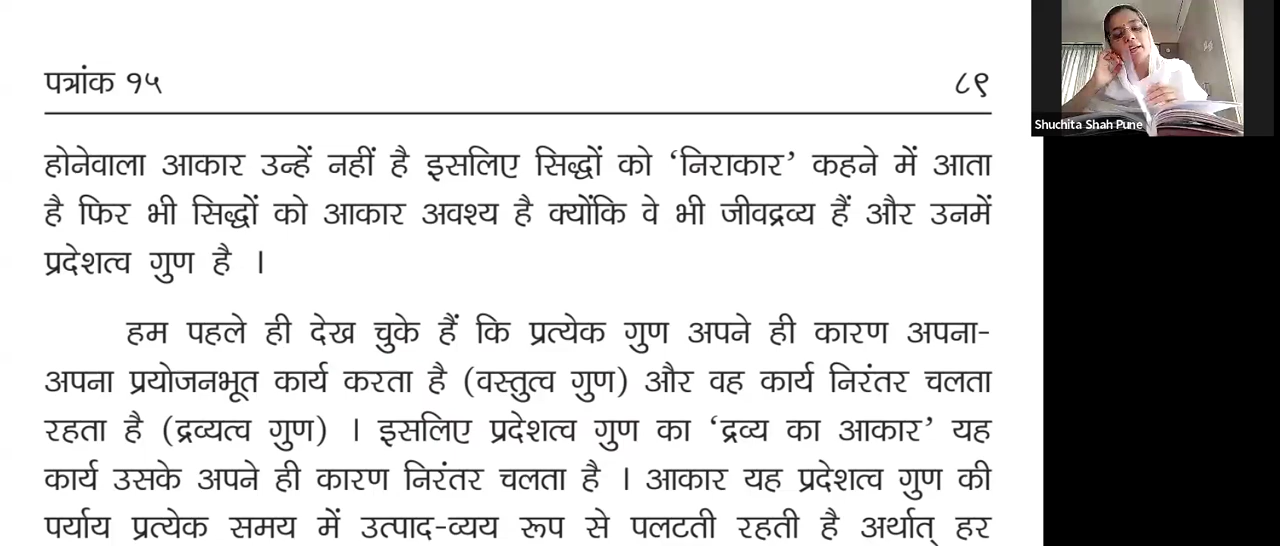 पत्रांक १५
८९
Shuchita Shah Pune
होनेवाला आकार उन्हें नहीं है इसलिए सिद्धों को ‘निराकार’ कहने में आता
है फिर भी सिद्धों को आकार अवश्य है क्योंकि वे भी जीवद्रव्य हैं और उनमें
प्रदेशत्व गुण है ।
हम पहले ही देख चुके हैं कि प्रत्येक गुण अपने ही कारण अपना-
अपना प्रयोजनभूत कार्य करता है (वस्तुत्व गुण) और वह कार्य निरंतर चलता
रहता है (द्रव्यत्व गुण) । इसलिए प्रदेशत्व गुण का ‘द्रव्य का आकार’ यह
कार्य उसके अपने ही कारण निरंतर चलता है । आकार यह प्रदेशत्व गुण की
पर्याय प्रत्येक समय में उत्पाद-व्यय रूप से पलटती रहती है अर्थात् हर